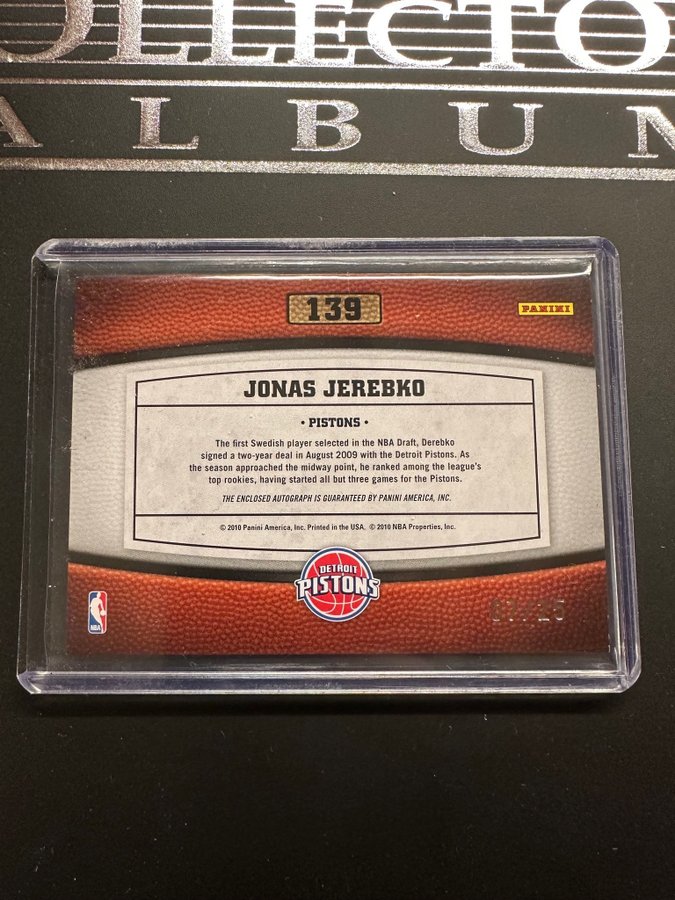 COLLECTO
ALBUM
139
PANINI
JONAS JEREBKO
• PISTONS •
The first Swedish player selected in the NBA Draft, Derebko
signed a two-year deal in August 2009 with the Detroit Pistons. As
the season approached the midway point, he ranked among the league's
top rookies, having started all but three games for the Pistons.
THE ENCLOSED AUTOGRAPH IS GUARANTEED BY PANINI AMERICA, INC.
© 2010 Panini America, Inc. Printed in the USA. © 2010 NBA Properties, Inc.
DETROIT
PISTONS
NBA